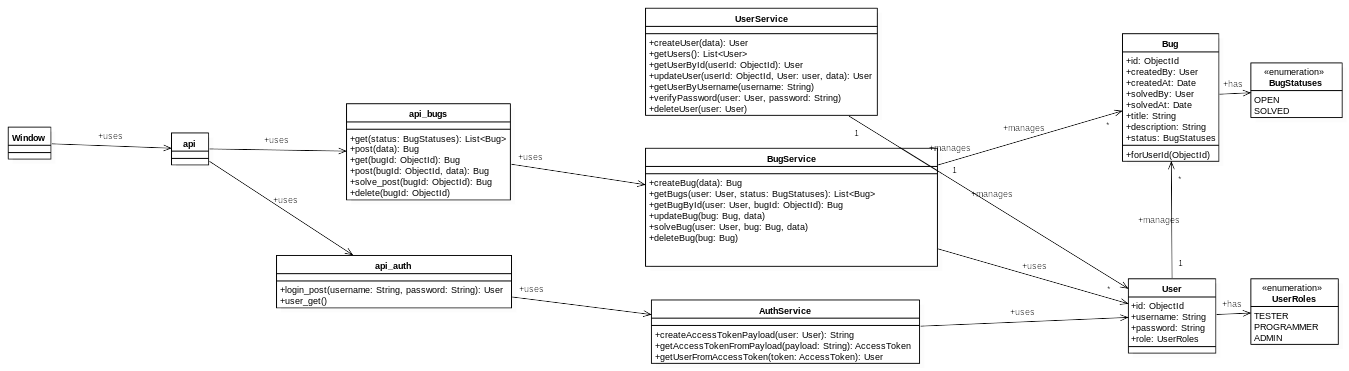 Window
+uses
api
+uses
+uses
api_bugs
+get(status: BugStatuses): List<Bug>
+post(data): Bug
+get(bugId: ObjectId): Bug
+post(bugId: ObjectId, data): Bug
+solve_post(bugId: ObjectId): Bug
+delete(bugId: ObjectId)
+uses
api_auth
+login_post(username: String, password: String): User
+user_get()
+uses
UserService
+createUser(data): User
+getUsers(): List<User>
+getUserById(userId: ObjectId): User
+updateUser(userId: ObjectId, User: user, data): User
+getUserByUsername(username: String)
+verifyPassword(user: User, password: String)
+deleteUser(user: User)
1
+manages
+manages
BugService
+createBug(data): Bug
+getBugs(user: User, status: BugStatuses): List<Bug>
+getBugById(user: User, bugId: ObjectId): Bug
+updateBug(bug: Bug, data)
+solveBug(user: User, bug: Bug, data)
+deleteBug(bug: Bug)
1
+manages
*
+uses
*
AuthService
+createAccessTokenPayload(user: User): String
+getAccessTokenFromPayload(payload: String): AccessToken
+getUserFromAccessToken(token: AccessToken): User
+uses
Bug
+id: ObjectId
+createdBy: User
+createdAt: Date
+solvedBy: User
+solvedAt: Date
+title: String
+description: String
+status: BugStatuses
+forUserId(ObjectId)
+has
«enumeration»
BugStatuses
OPEN
SOLVED
*
+manages
1
User
+id: ObjectId
+username: String
+password: String
+role: UserRoles
+has
«enumeration»
UserRoles
TESTER
PROGRAMMER
ADMIN